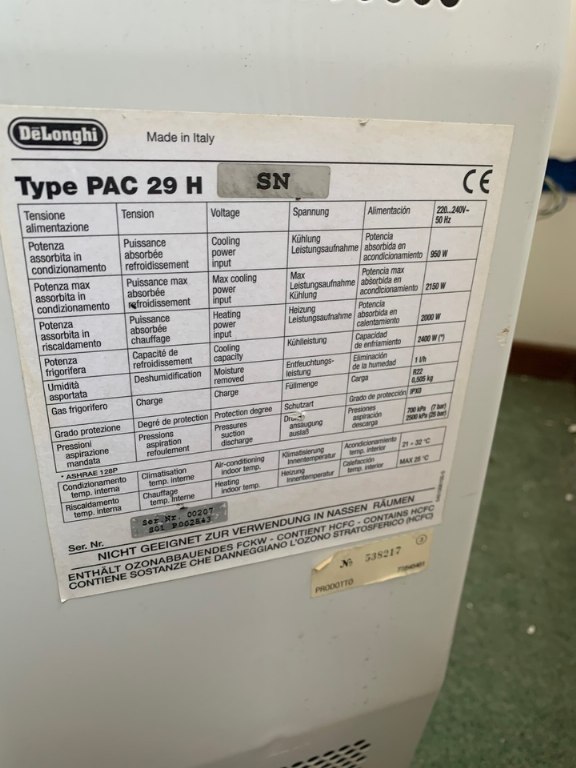 DeLonghi
Made in Italy
Type PAC 29 H SN
CE
Tensione alimentazione Tension Voltage Spannung Alimentación 220...240V~ 50 Hz
Potenza assorbita in condizionamento Puissance absorbée refroidissement Cooling power input Kühlung Leistungsaufnahme Potencia absorbida en acondicionamiento 950 W
Potenza max assorbita in condizionamento Puissance max absorbée refroidissement Max cooling power input Max Leistungsaufnahme Kühlung Potencia max absorbida en acondicionamiento 2150 W
Potenza assorbita in riscaldamento Puissance absorbée chauffage Heating power input Heizung Leistungsaufnahme Potencia absorbida en calentamiento 2000 W
Potenza frigorifera Capacité de refroidissement Cooling capacity Kühlleistung Capacidad de enfriamiento 2400 W (*)
Umidità asportata Deshumidification Moisture removed Entfeuchtungs-leistung Eliminación de la humedad 1 l/h
Gas frigorifero Charge Charge Füllmenge Carga R22 0,505 kg
Grado protezione Degré de protection Protection degree Schutzart Grado de protección IPX0
Pressioni aspirazione mandata Pressions aspiration refoulement Pressures suction discharge ansaugung auslaß Presiones aspiración descarga 700 kPa (7 bar) 2500 kPa (25 bar)
* ASHRAE 128P
Condizionamento temp. interna Climatisation temp. interne Air-conditioning indoor temp. Klimatisierung Innentemperatur Acondicionamiento temp. interior 21 - 32 °C
Riscaldamento temp. interna Chauffage temp. interne Heating indoor temp. Heizung Innentemperatur Calefacción temp. interior MAX 25 °C
Ser. Nr. Ser.Nr. 00207
SG1 P002843
NICHT GEEIGNET ZUR VERWENDUNG IN NASSEN RÄUMEN
ENTHÄLT OZONABBAUENDES FCKW - CONTIENT HCFC - CONTAINS HCFC
CONTIENE SOSTANZE CHE DANNEGGIANO L'OZONO STRATOSFERICO (HCFC)
№ 538217
PRODOTTO